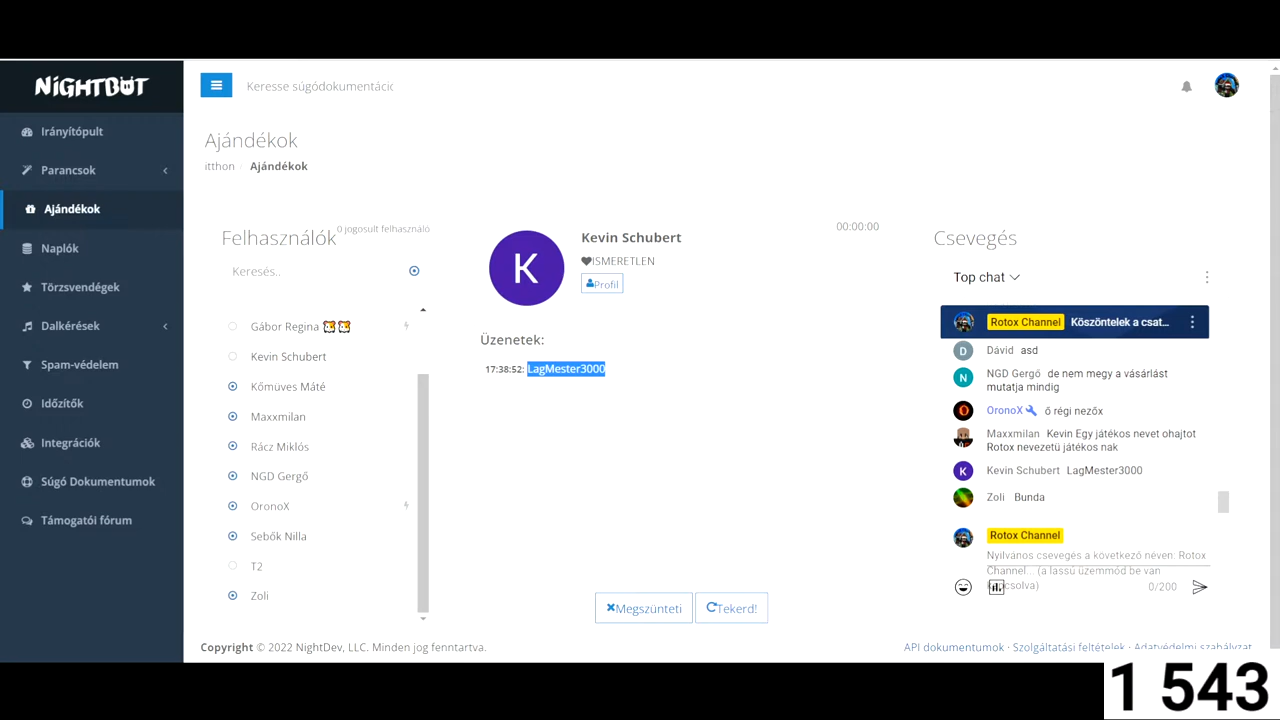 NiGHTBOT
Keresse súgódokumentác
Irányítópult
Parancsok
Ajándékok
Naplók
Törzsvendégek
Dalkérések
Spam-védelem
Időzítők
Integrációk
Súgó Dokumentumok
Támogatói fórum
Ajándékok
itthon
Ajándékok
Felhasználók
0 jogosult felhasználó
Keresés..
Gábor Regina
Kevin Schubert
Kőmüves Máté
Maxxmilan
Rácz Miklós
NGD Gergő
OronoX
Sebők Nilla
T2
Zoli
K
Kevin Schubert
ISMERETLEN
Profil
00:00:00
Üzenetek:
17:38:52: LagMester3000
Megszünteti
Tekerd!
Csevegés
Top chat
Rotox Channel Köszöntelek a csat...
D Dávid asd
N NGD Gergő de nem megy a vásárlást
mutatja mindig
O OronoX ő régi nezőx
Maxxmilan Kevin Egy játékos nevet ohajtot
Rotox nevezetü játékos nak
K Kevin Schubert LagMester3000
Zoli Bunda
Rotox Channel
Nyilvános csevegés a következő néven: Rotox
Channel... (a lassú üzemmód be van
kapcsolva)
0/200
Copyright © 2022 NightDev, LLC. Minden jog fenntartva.
API dokumentumok · Szolgáltatási feltételek · Adatvédelmi szabályzat
1 543